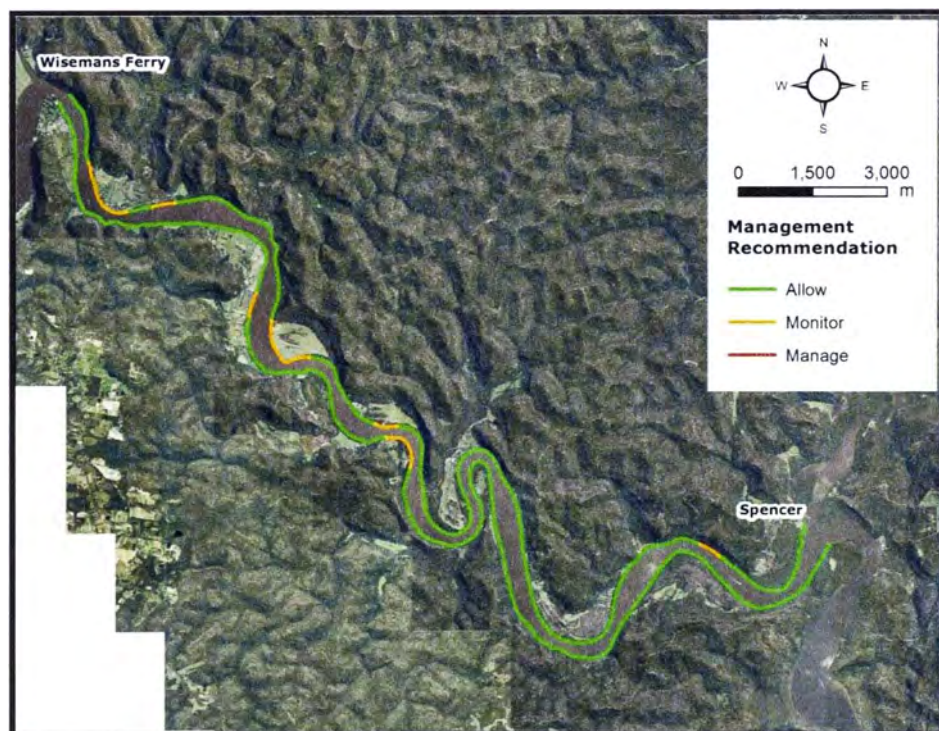 Wisemans Ferry
N
W E
S
0 1,500 3,000
m
Management
Recommendation
Allow
Monitor
Manage
Spencer